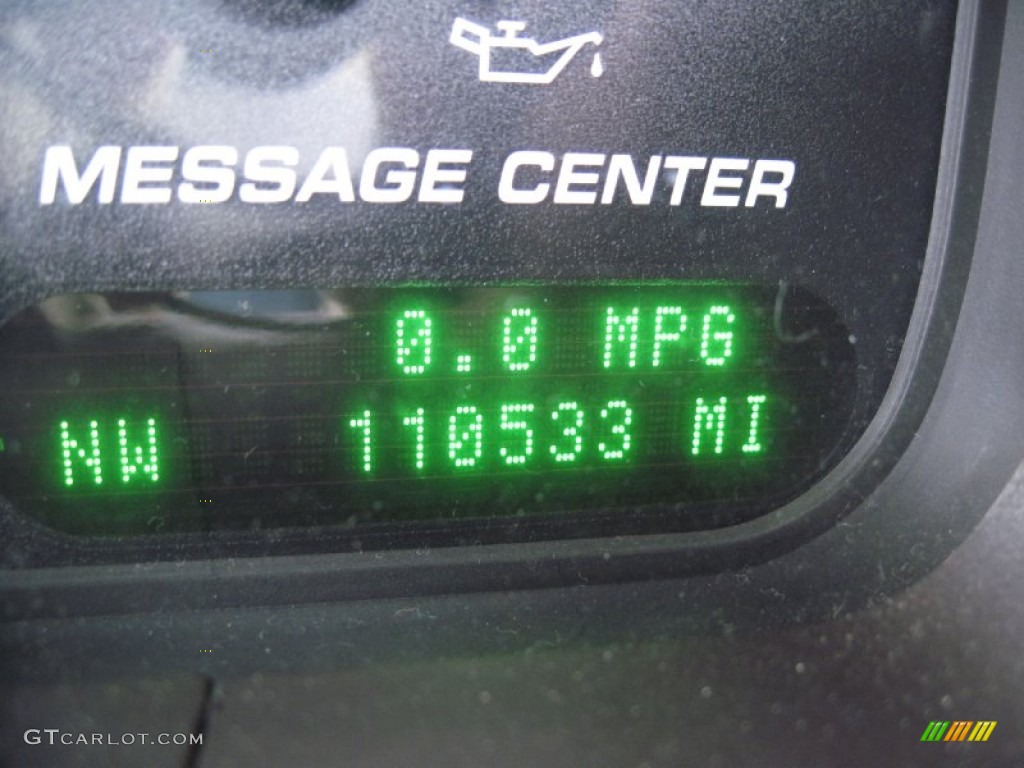 MESSAGE CENTER
0.0 MPG
NW 110533 MI
GTCARLOT.COM